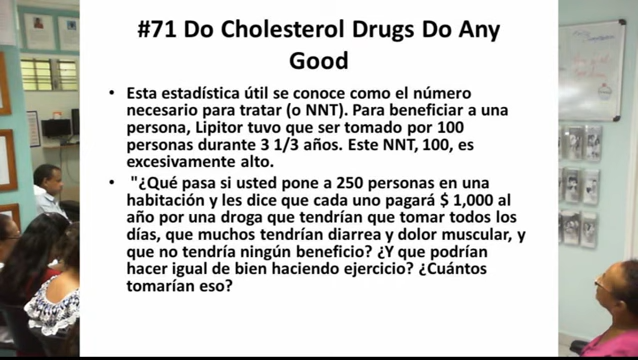 #71 Do Cholesterol Drugs Do Any
Good
• Esta estadística útil se conoce como el número
necesario para tratar (o NNT). Para beneficiar a una
persona, Lipitor tuvo que ser tomado por 100
personas durante 3 1/3 años. Este NNT, 100, es
excesivamente alto.
• "¿Qué pasa si usted pone a 250 personas en una
habitación y les dice que cada uno pagará $ 1,000 al
año por una droga que tendrían que tomar todos los
días, que muchos tendrían diarrea y dolor muscular, y
que no tendría ningún beneficio? ¿Y que podrían
hacer igual de bien haciendo ejercicio? ¿Cuántos
tomarían eso?